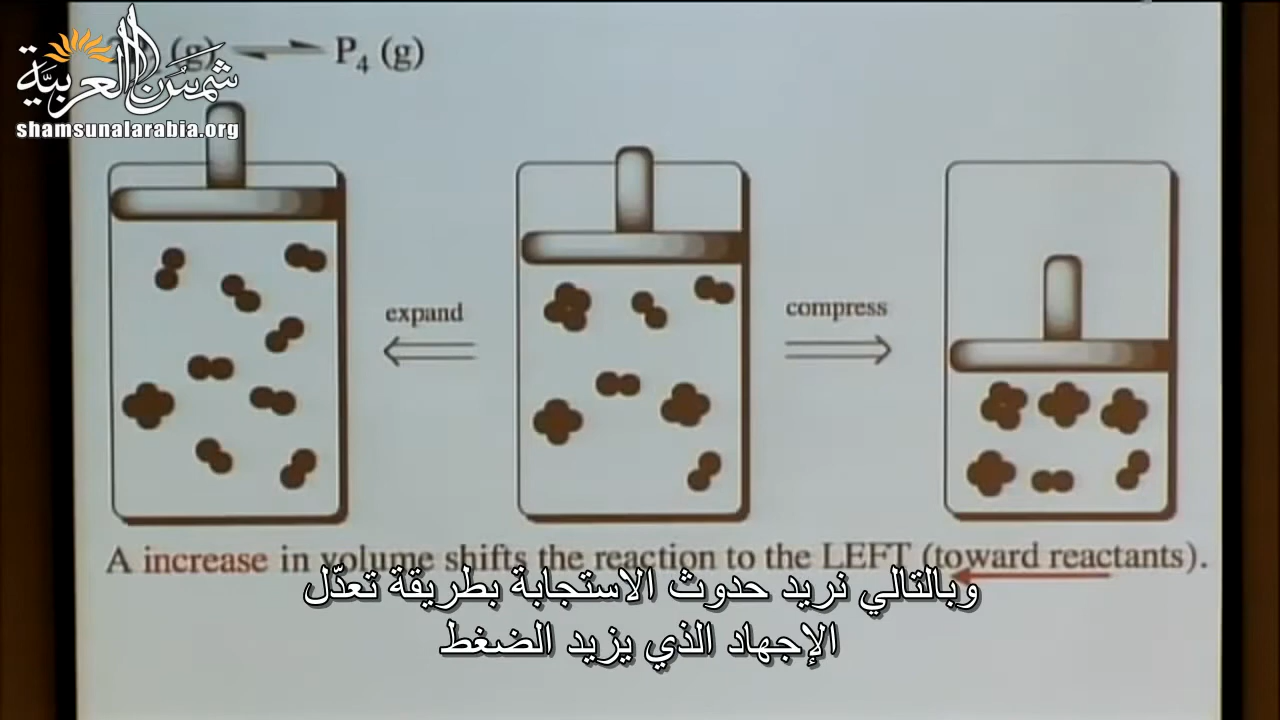 شمس العربية
shamsunalarabia.org
(g) ⇌ P₄ (g)
expand
compress
A increase in volume shifts the reaction to the LEFT (toward reactants).
وبالتالي نريد حدوث الاستجابة بطريقة تعدّل
الإجهاد الذي يزيد الضغط